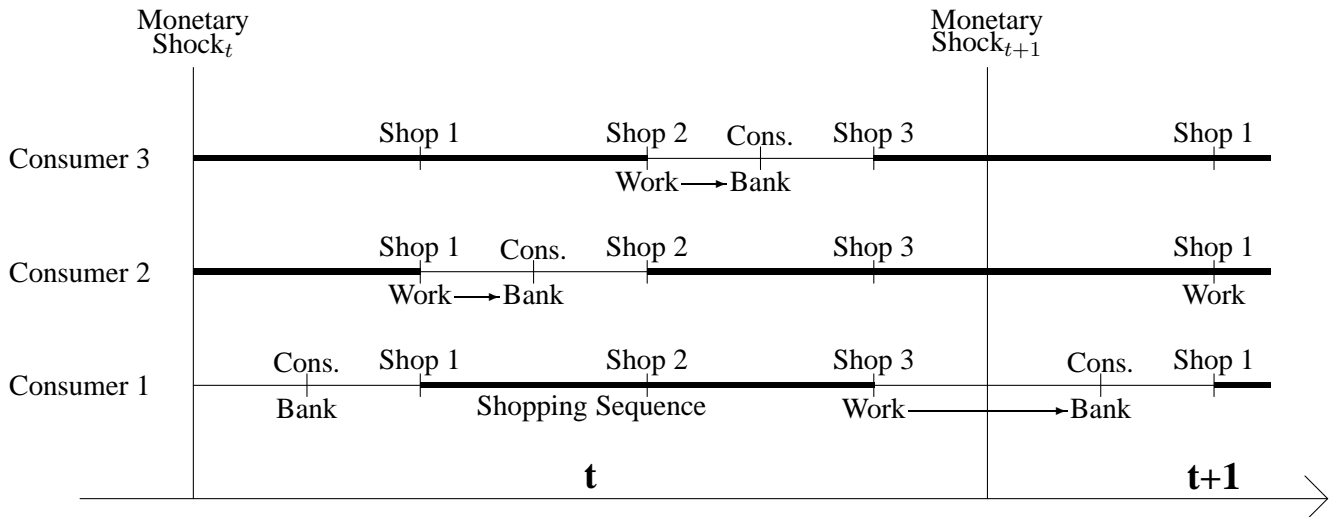 Monetary
Shock_t
Monetary
Shock_{t+1}
Shop 1 Shop 2 Cons. Shop 3 Shop 1
Consumer 3
Work Bank
Shop 1 Cons. Shop 2 Shop 3 Shop 1
Consumer 2
Work Bank Work
Cons. Shop 1 Shop 2 Shop 3 Cons. Shop 1
Consumer 1
Bank Shopping Sequence Work Bank
t t+1